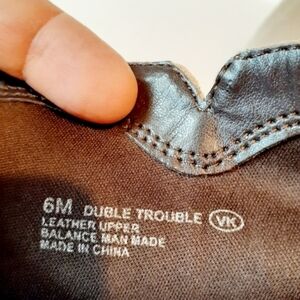 6M DUBLE TROUBLE VK
LEATHER UPPER
BALANCE MAN MADE
MADE IN CHINA